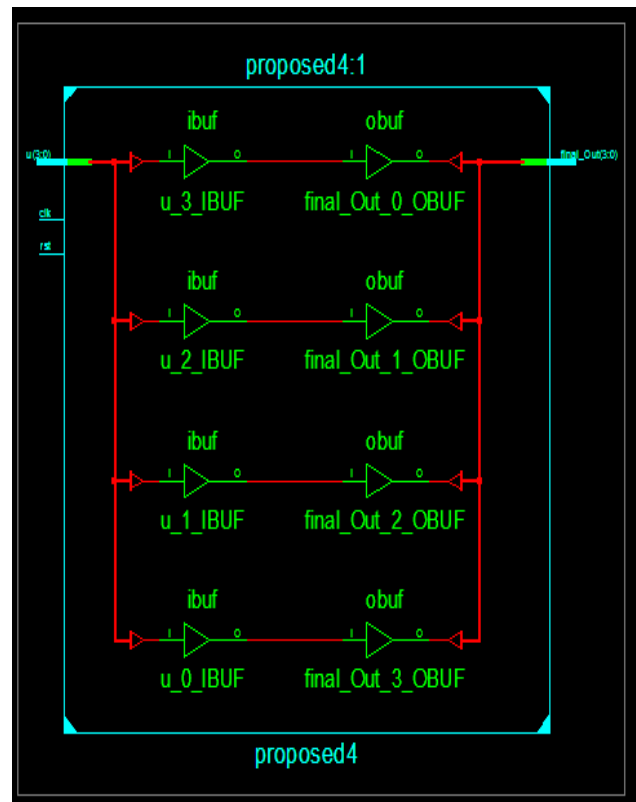 proposed4:1
ibuf obuf
u(3:0) I O I O final_Out(3:0)
u_3_IBUF final_Out_0_OBUF
clk
rst
ibuf obuf
I O I O
u_2_IBUF final_Out_1_OBUF
ibuf obuf
I O I O
u_1_IBUF final_Out_2_OBUF
ibuf obuf
I O I O
u_0_IBUF final_Out_3_OBUF
proposed4